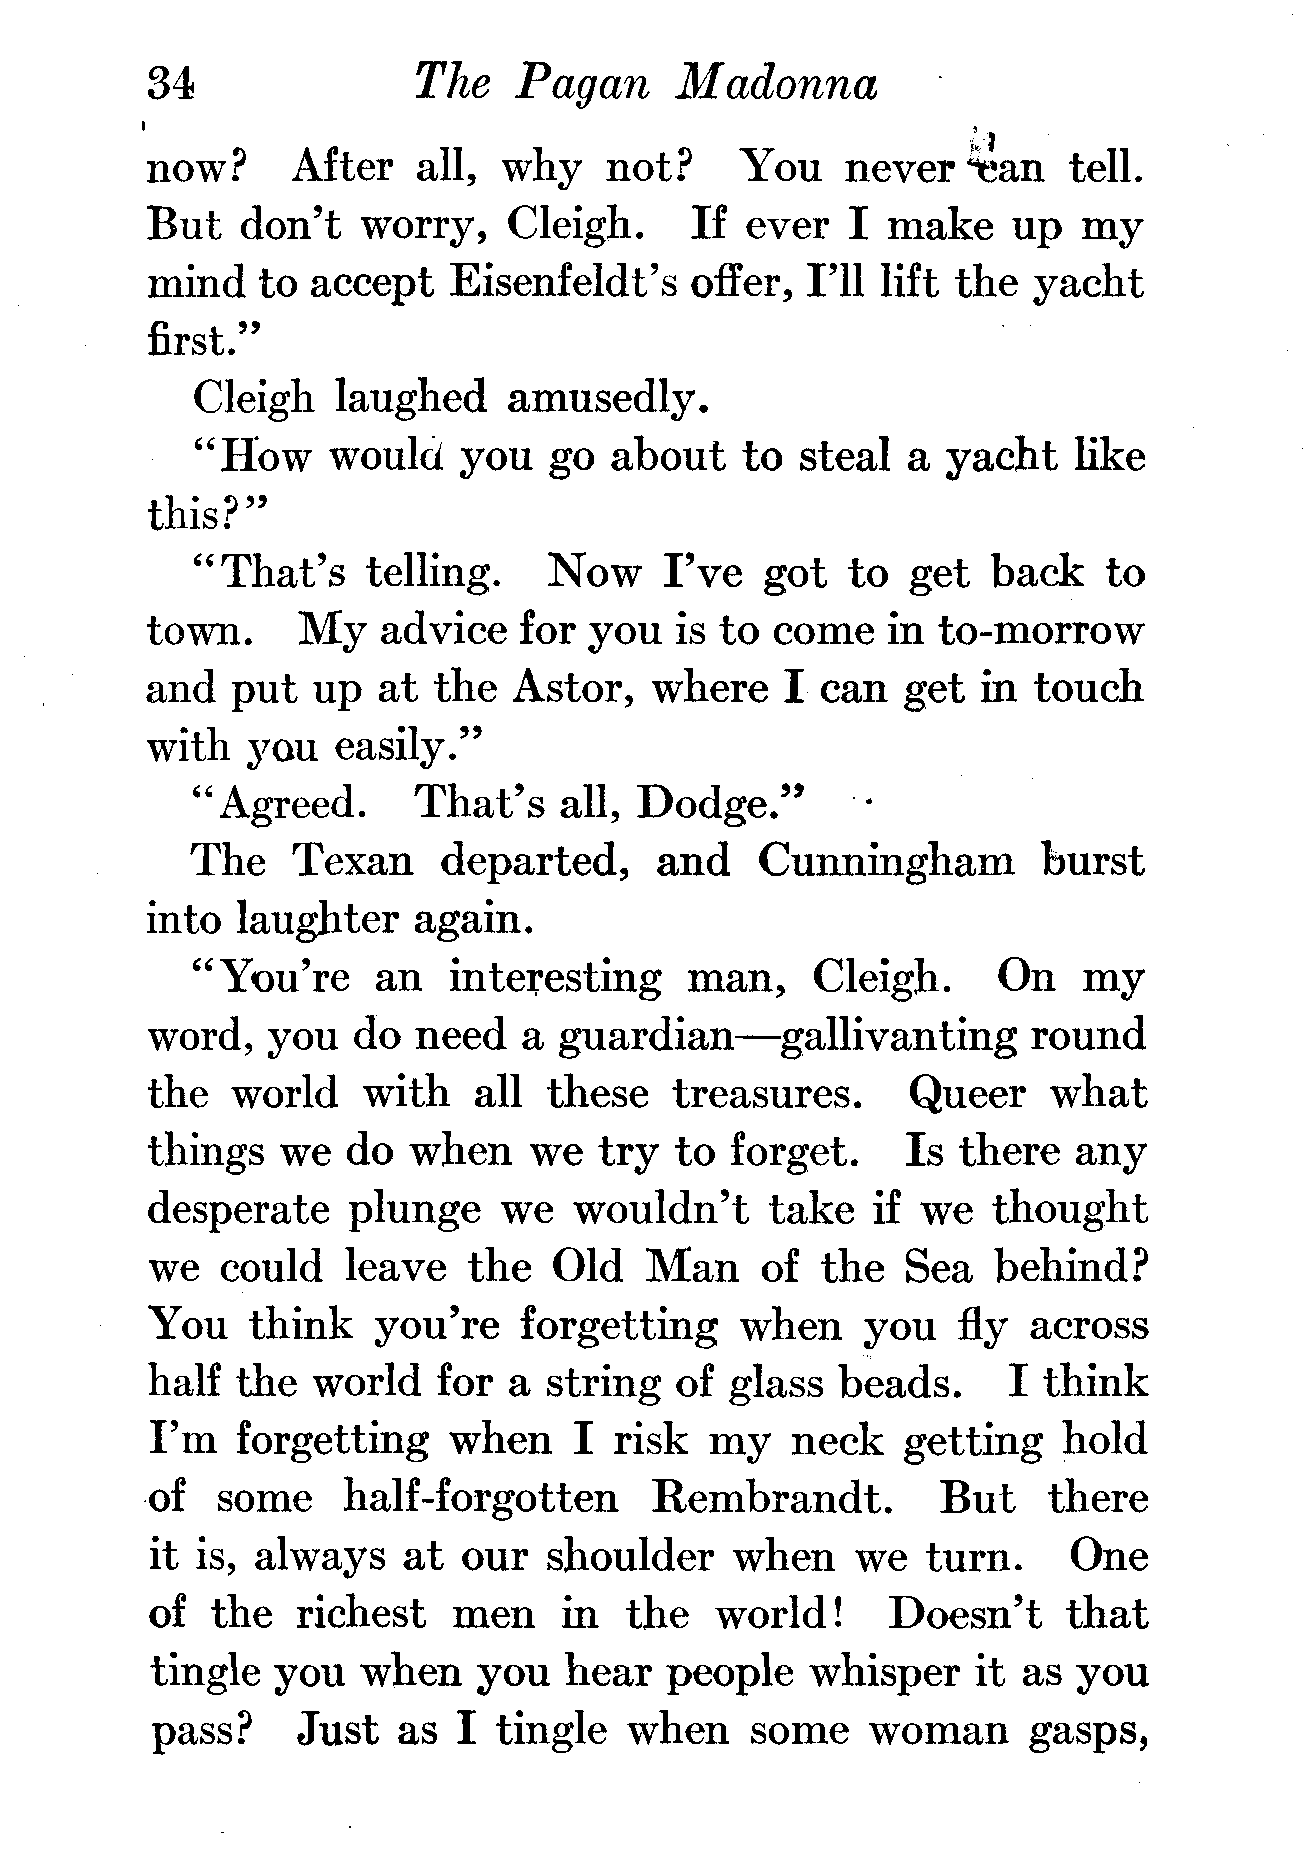 34 The Pagan Madonna
now? After all, why not? You never can tell.
But don't worry, Cleigh. If ever I make up my
mind to accept Eisenfeldt's offer, I'll lift the yacht
first."
Cleigh laughed amusedly.
"How would you go about to steal a yacht like
this?"
"That's telling. Now I've got to get back to
town. My advice for you is to come in to-morrow
and put up at the Astor, where I can get in touch
with you easily."
"Agreed. That's all, Dodge."
The Texan departed, and Cunningham burst
into laughter again.
"You're an interesting man, Cleigh. On my
word, you do need a guardian—gallivanting round
the world with all these treasures. Queer what
things we do when we try to forget. Is there any
desperate plunge we wouldn't take if we thought
we could leave the Old Man of the Sea behind?
You think you're forgetting when you fly across
half the world for a string of glass beads. I think
I'm forgetting when I risk my neck getting hold
of some half-forgotten Rembrandt. But there
it is, always at our shoulder when we turn. One
of the richest men in the world! Doesn't that
tingle you when you hear people whisper it as you
pass? Just as I tingle when some woman gasps,